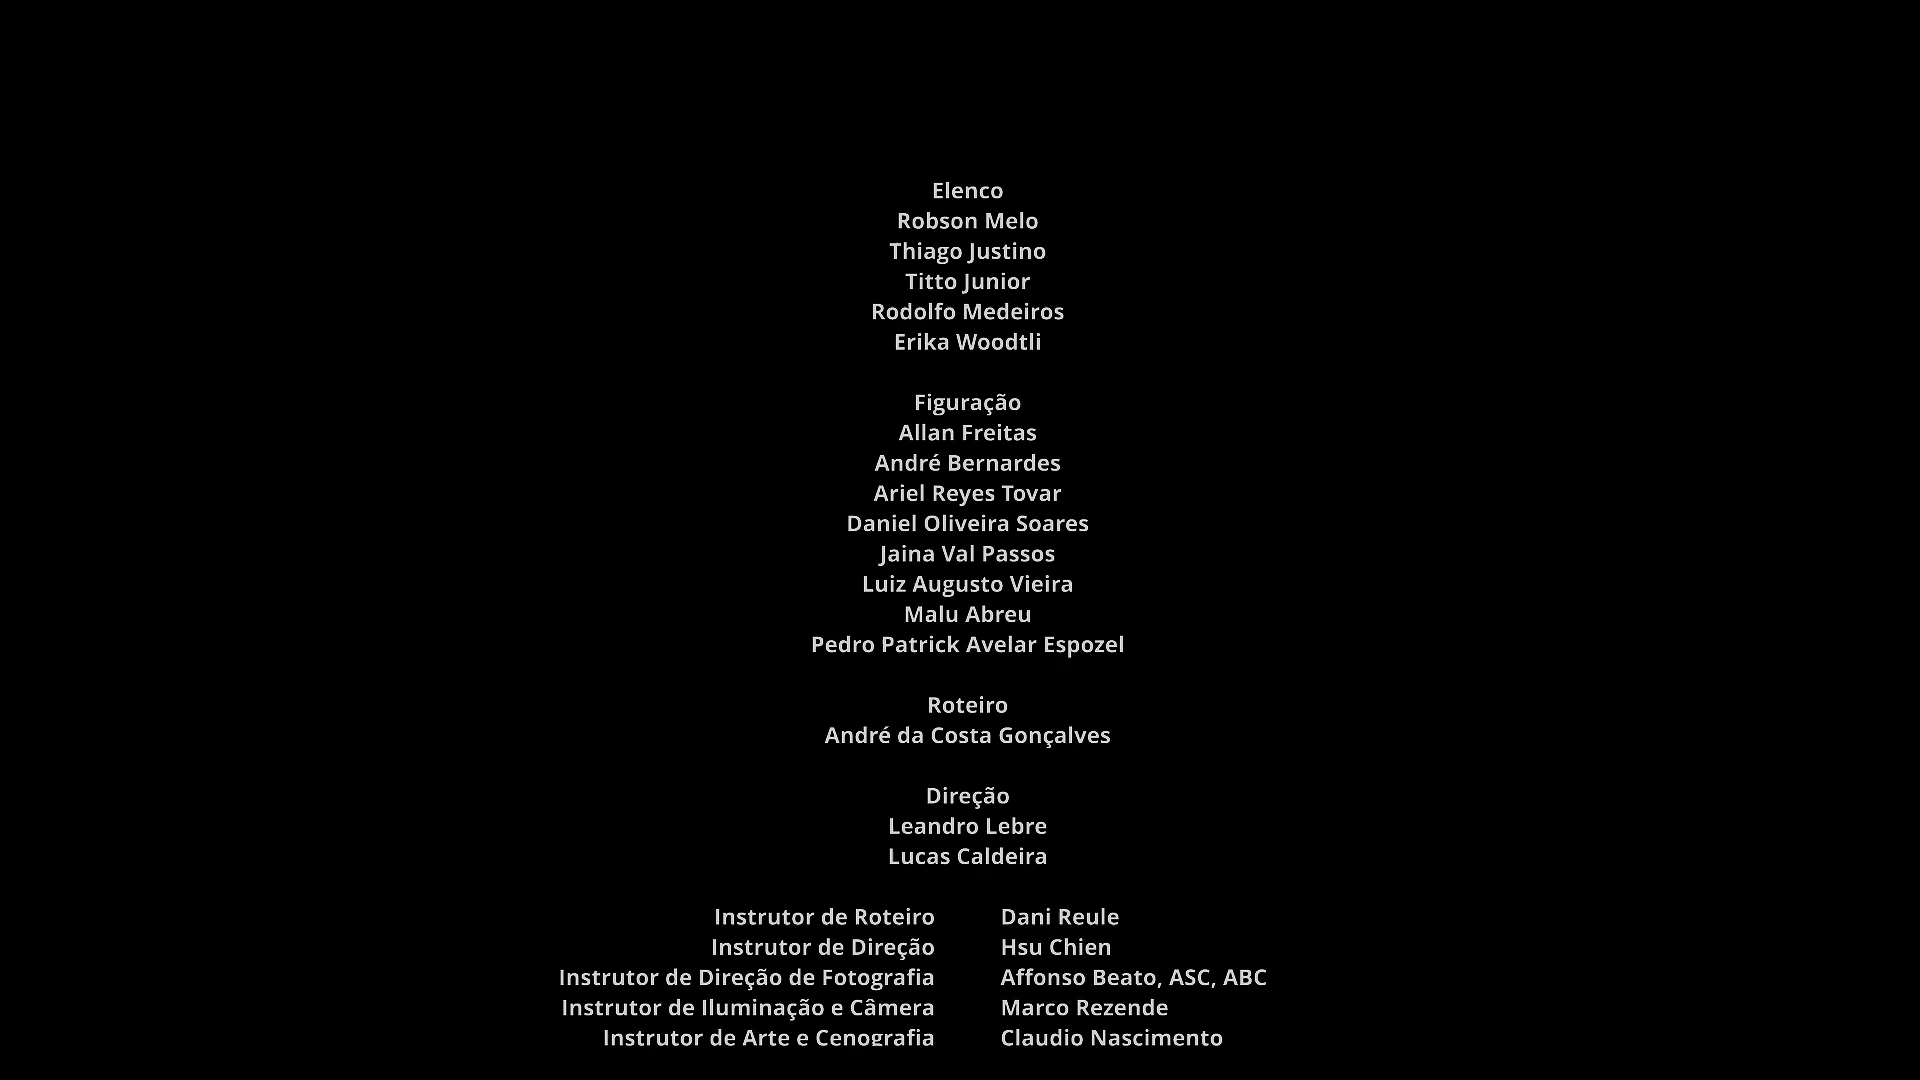 Elenco
Robson Melo
Thiago Justino
Titto Junior
Rodolfo Medeiros
Erika Woodtli
Figuração
Allan Freitas
André Bernardes
Ariel Reyes Tovar
Daniel Oliveira Soares
Jaina Val Passos
Luiz Augusto Vieira
Malu Abreu
Pedro Patrick Avelar Espozel
Roteiro
André da Costa Gonçalves
Direção
Leandro Lebre
Lucas Caldeira
Instrutor de Roteiro Dani Reule
Instrutor de Direção Hsu Chien
Instrutor de Direção de Fotografia Affonso Beato, ASC, ABC
Instrutor de Iluminação e Câmera Marco Rezende
Instrutor de Arte e Cenografia Claudio Nascimento